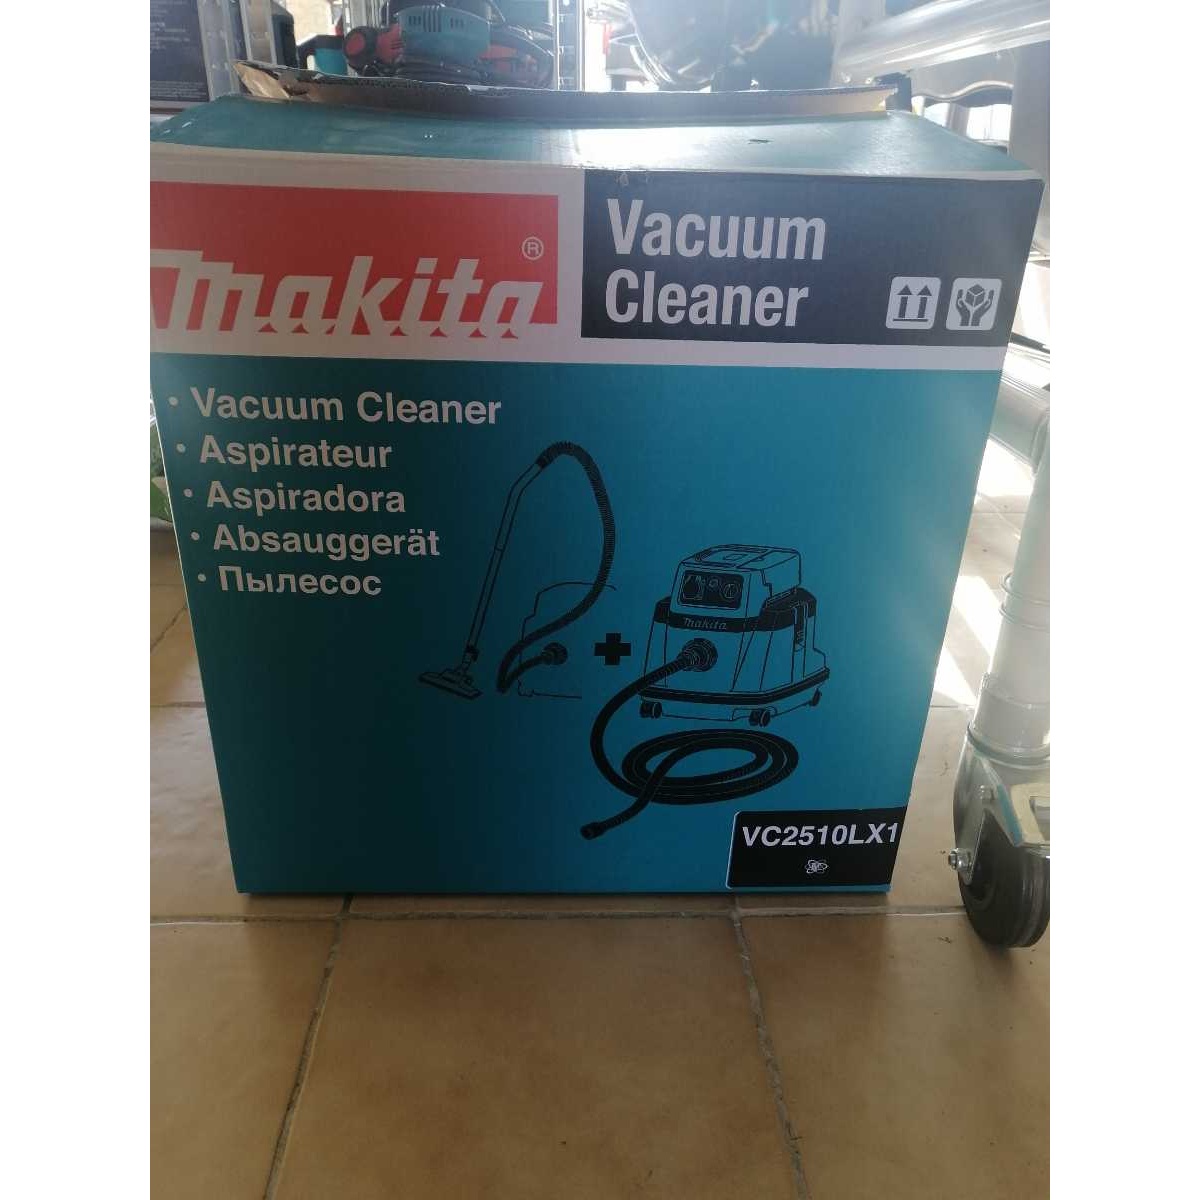 makita®
Vacuum
Cleaner
• Vacuum Cleaner
• Aspirateur
• Aspiradora
• Absauggerät
• Пылесос
makita
VC2510LX1